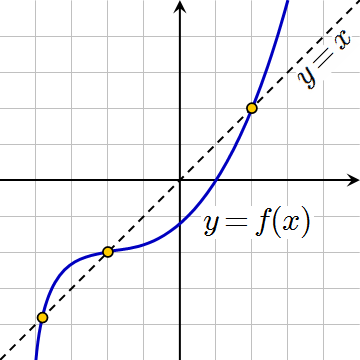 y = x
y = f(x)